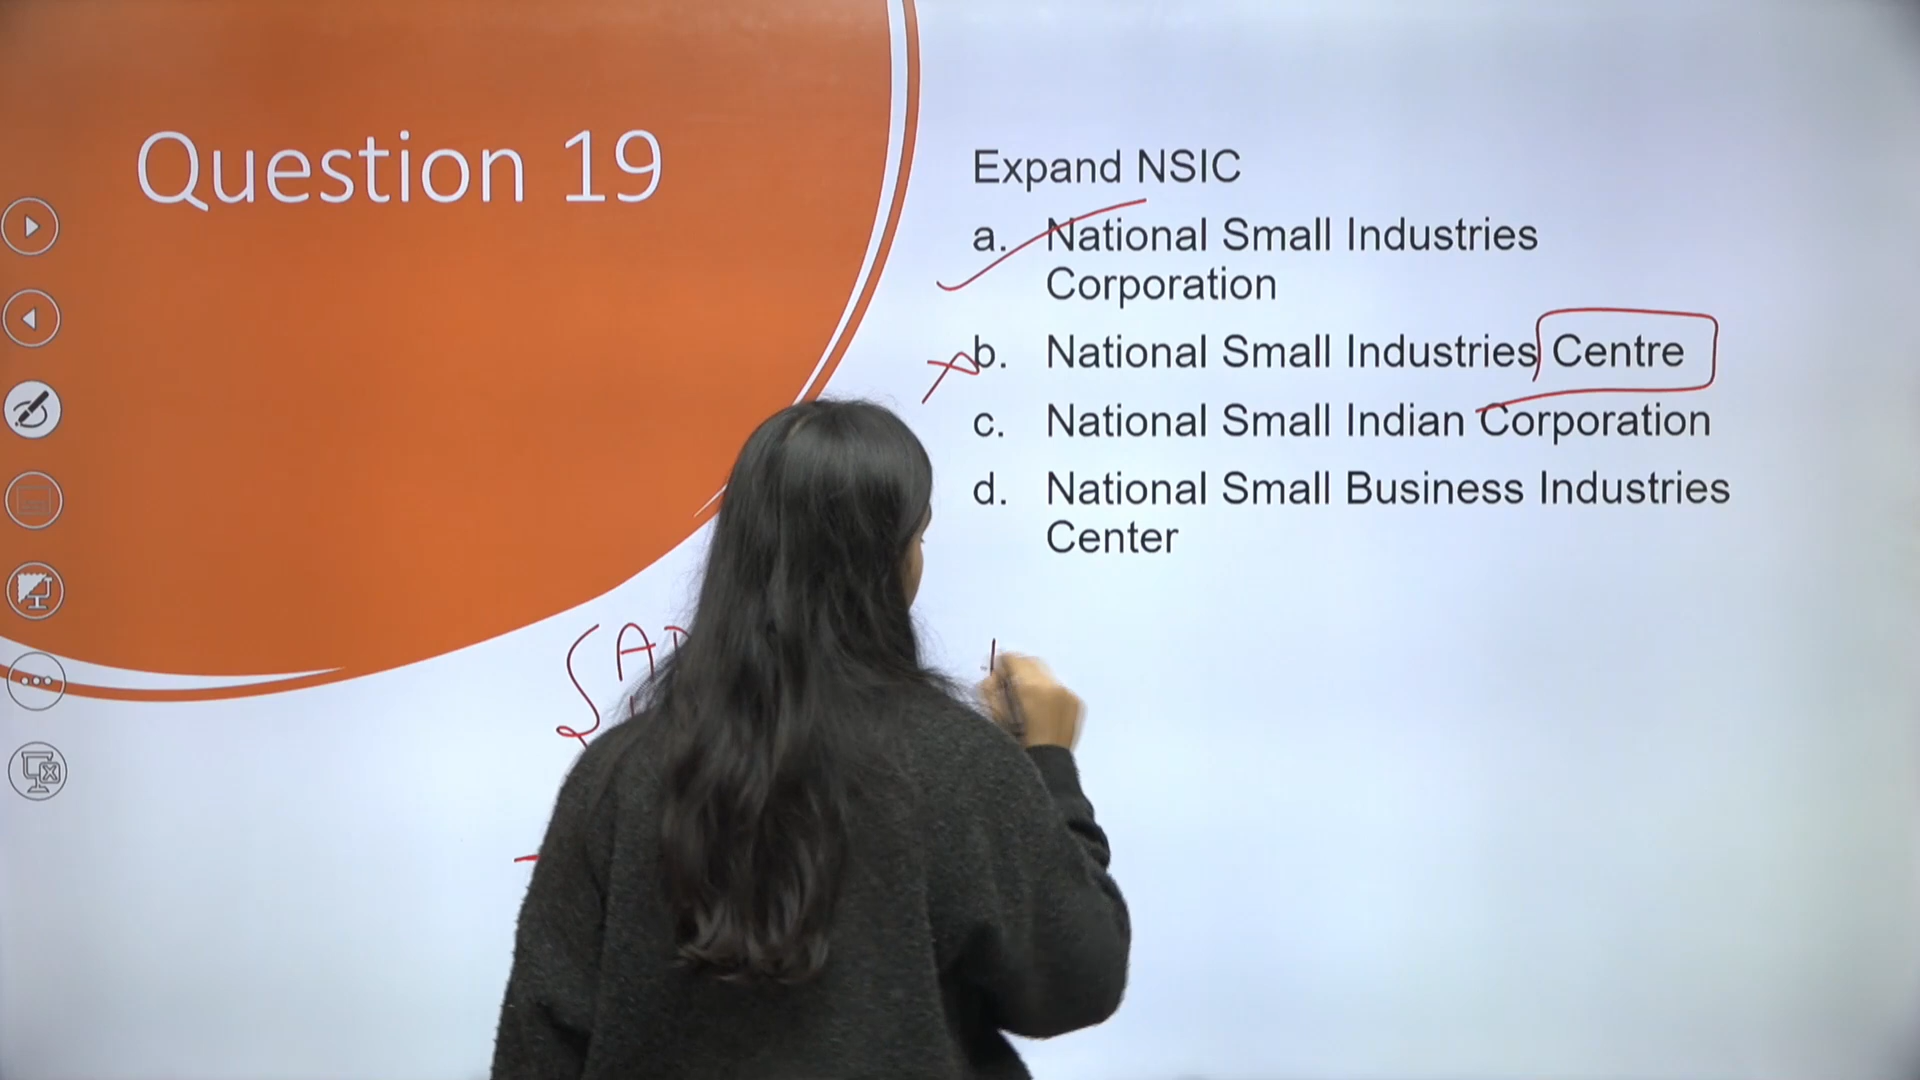 Question 19
Expand NSIC
a. National Small Industries
Corporation
b. National Small Industries Centre
c. National Small Indian Corporation
d. National Small Business Industries
Center